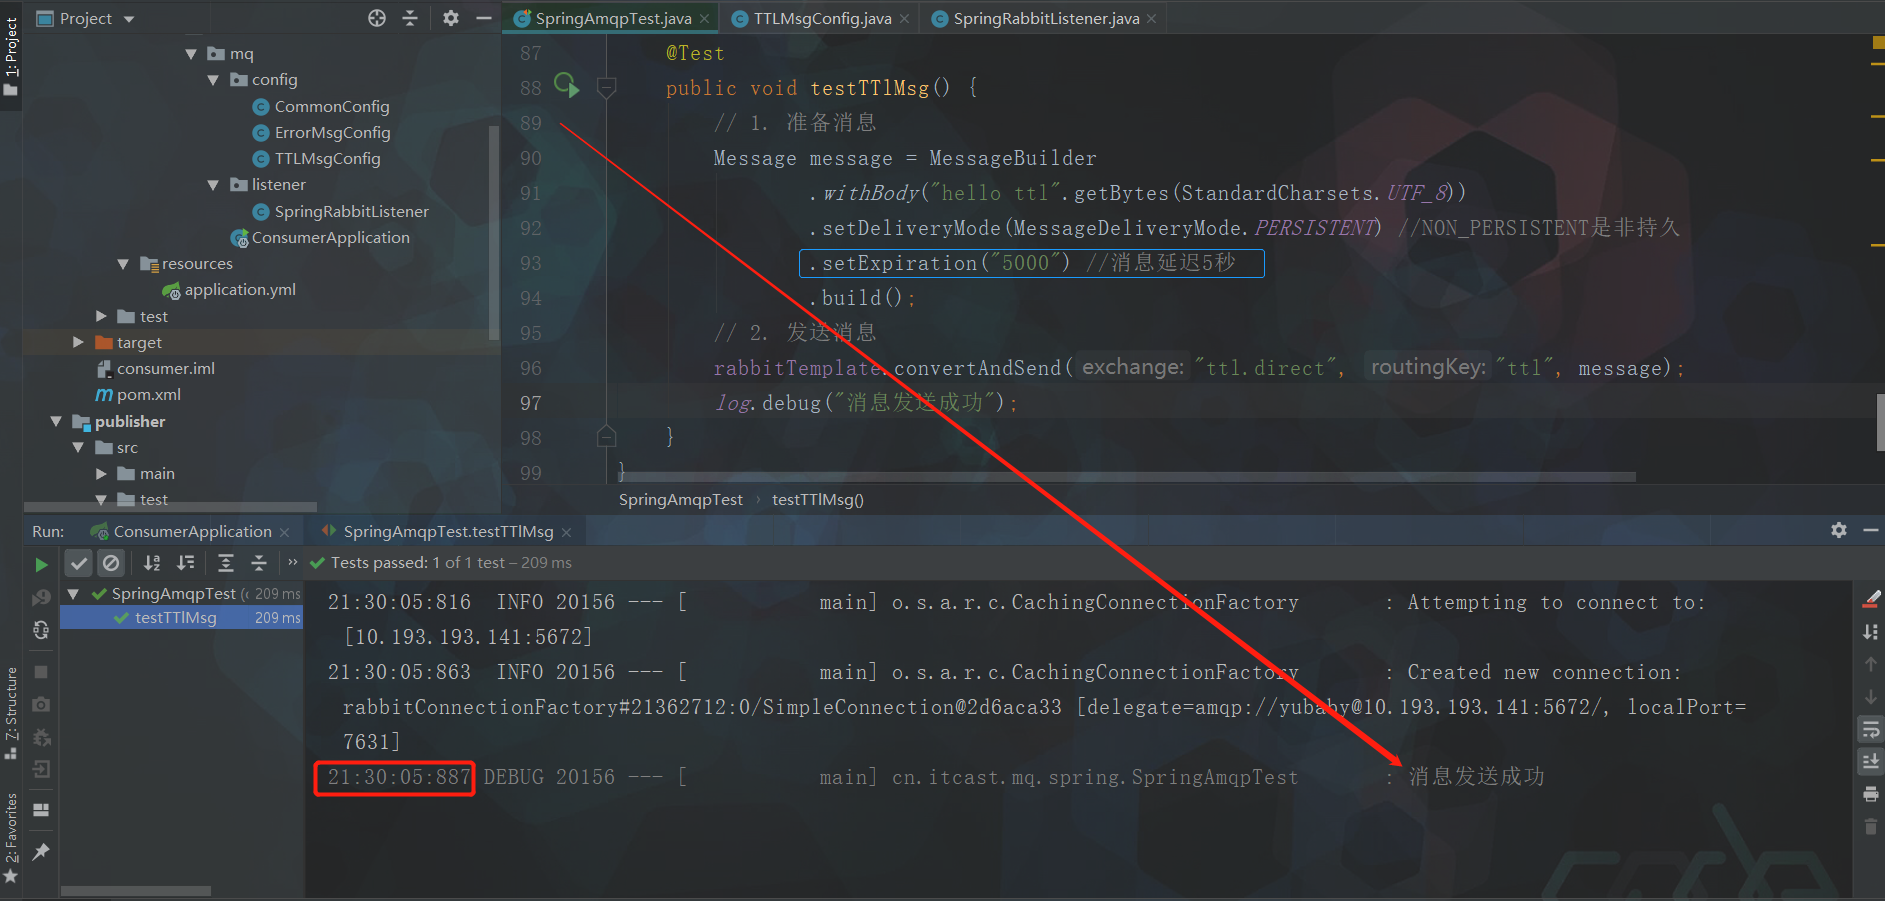 Project
SpringAmqpTest.java
TTLMsgConfig.java
SpringRabbitListener.java
1: Project
mq
config
CommonConfig
ErrorMsgConfig
TTLMsgConfig
listener
SpringRabbitListener
ConsumerApplication
resources
application.yml
test
target
consumer.iml
pom.xml
publisher
src
main
test
87 @Test
88 public void testTTlMsg() {
89 // 1. 准备消息
90 Message message = MessageBuilder
91 .withBody("hello ttl".getBytes(StandardCharsets.UTF_8))
92 .setDeliveryMode(MessageDeliveryMode.PERSISTENT) //NON_PERSISTENT是非持久
93 .setExpiration("5000") //消息延迟5秒
94 .build();
95 // 2. 发送消息
96 rabbitTemplate.convertAndSend( exchange: "ttl.direct", routingKey: "ttl", message);
97 log.debug("消息发送成功");
98 }
99 }
SpringAmqpTest › testTTlMsg()
Run: ConsumerApplication SpringAmqpTest.testTTlMsg
» Tests passed: 1 of 1 test – 209 ms
SpringAmqpTest (c 209 ms
testTTlMsg 209 ms
21:30:05:816 INFO 20156 --- [ main] o.s.a.r.c.CachingConnectionFactory : Attempting to connect to:
[10.193.193.141:5672]
21:30:05:863 INFO 20156 --- [ main] o.s.a.r.c.CachingConnectionFactory : Created new connection:
rabbitConnectionFactory#21362712:0/SimpleConnection@2d6aca33 [delegate=amqp://yubaby@10.193.193.141:5672/, localPort=
7631]
21:30:05:887 DEBUG 20156 --- [ main] cn.itcast.mq.spring.SpringAmqpTest : 消息发送成功
7: Structure
2: Favorites